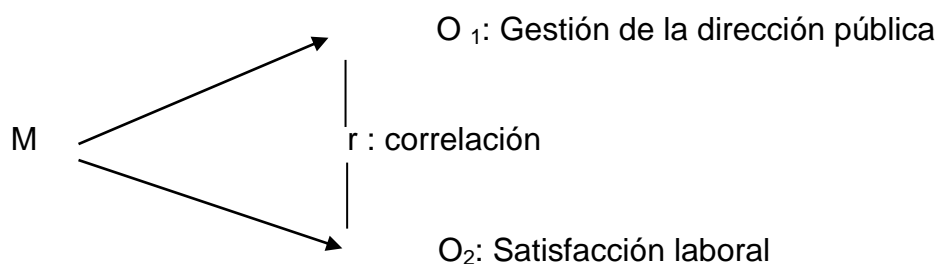 O 1: Gestión de la dirección pública
M r : correlación
O2: Satisfacción laboral